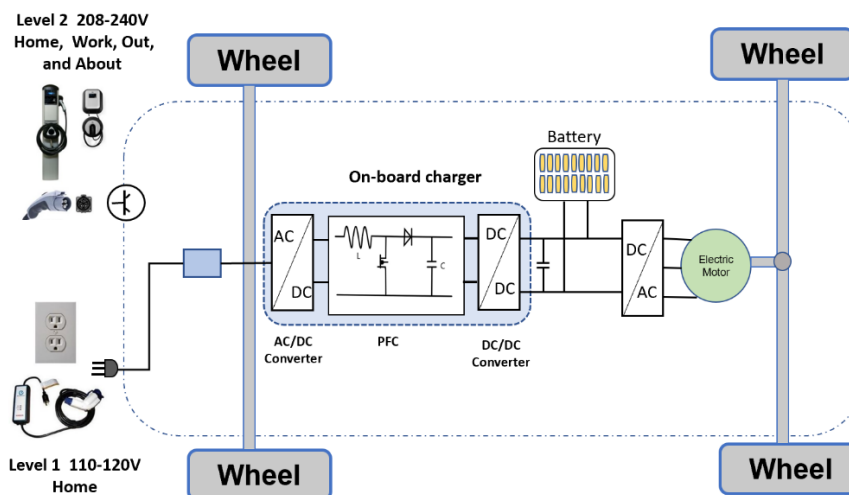 Level 2 208-240V
Home, Work, Out,
and About
Wheel
Wheel
Battery
On-board charger
AC
DC
L
C
DC
DC
DC
AC
Electric
Motor
AC/DC
Converter
PFC
DC/DC
Converter
Level 1 110-120V
Home
Wheel
Wheel